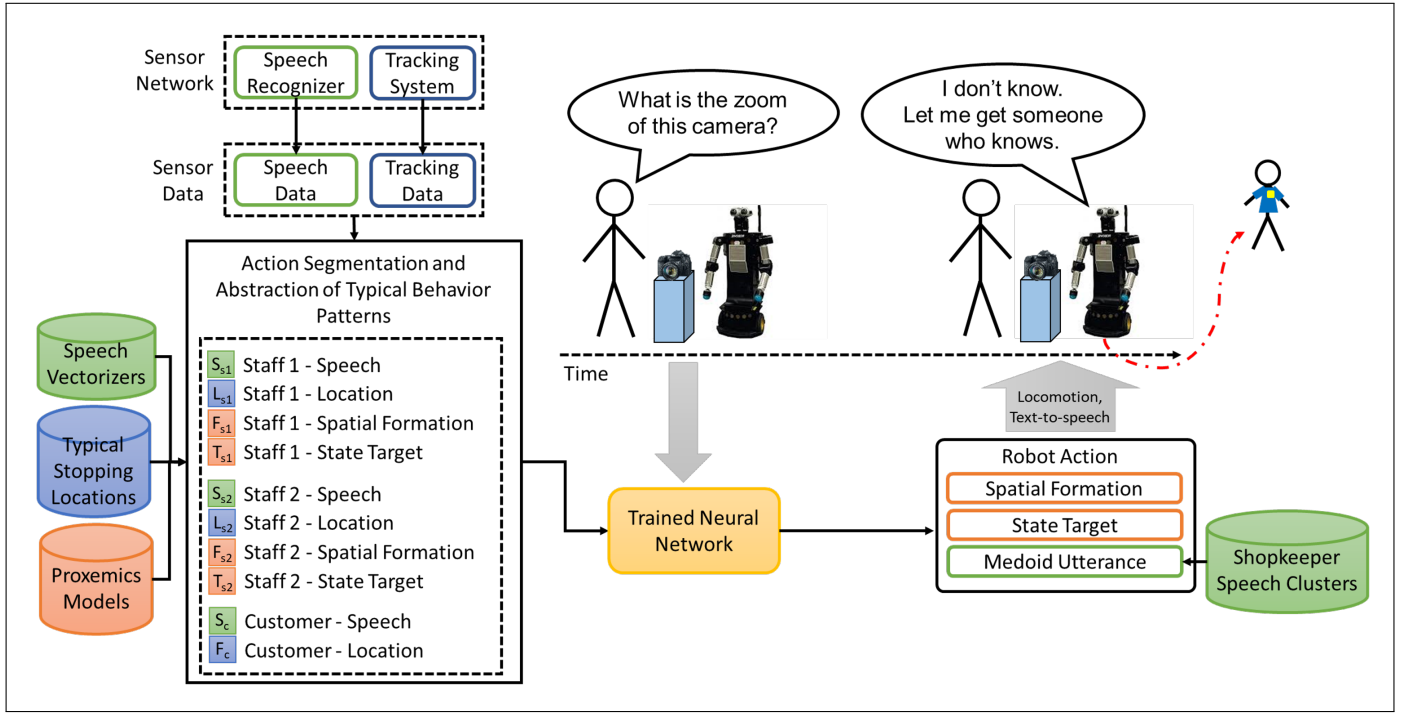 Sensor
Network
Speech
Recognizer
Tracking
System
Sensor
Data
Speech
Data
Tracking
Data
What is the zoom
of this camera?
I don't know.
Let me get someone
who knows.
Action Segmentation and
Abstraction of Typical Behavior
Patterns
Ss1 Staff 1 - Speech
Ls1 Staff 1 - Location
Fs1 Staff 1 - Spatial Formation
Ts1 Staff 1 - State Target
Ss2 Staff 2 - Speech
Ls2 Staff 2 - Location
Fs2 Staff 2 - Spatial Formation
Ts2 Staff 2 - State Target
Sc Customer - Speech
Fc Customer - Location
Speech
Vectorizers
Typical
Stopping
Locations
Proxemics
Models
Time
Locomotion,
Text-to-speech
Trained Neural
Network
Robot Action
Spatial Formation
State Target
Medoid Utterance
Shopkeeper
Speech Clusters